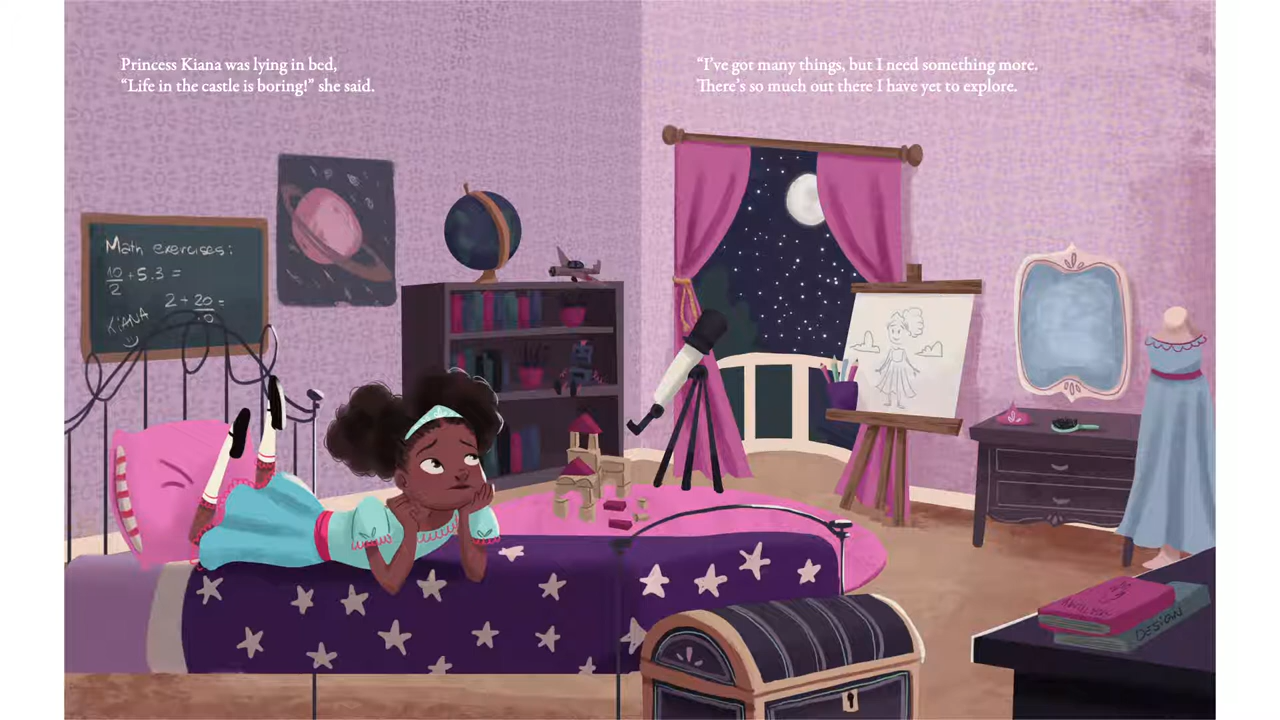 Princess Kiana was lying in bed,
“Life in the castle is boring!” she said.
“I’ve got many things, but I need something more.
There’s so much out there I have yet to explore.
Math exercises:
10/2 + 5.3 =
2 + 20/10 =
KIANA
DESIGN